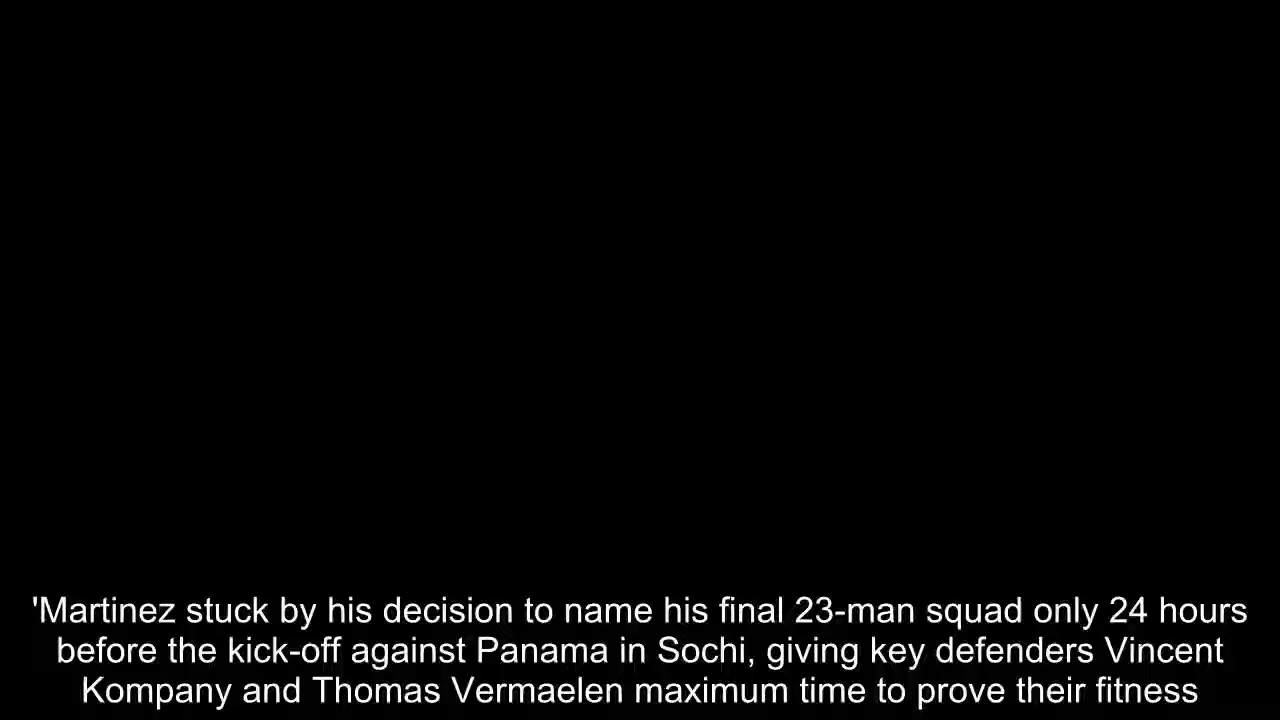 'Martinez stuck by his decision to name his final 23-man squad only 24 hours
before the kick-off against Panama in Sochi, giving key defenders Vincent
Kompany and Thomas Vermaelen maximum time to prove their fitness